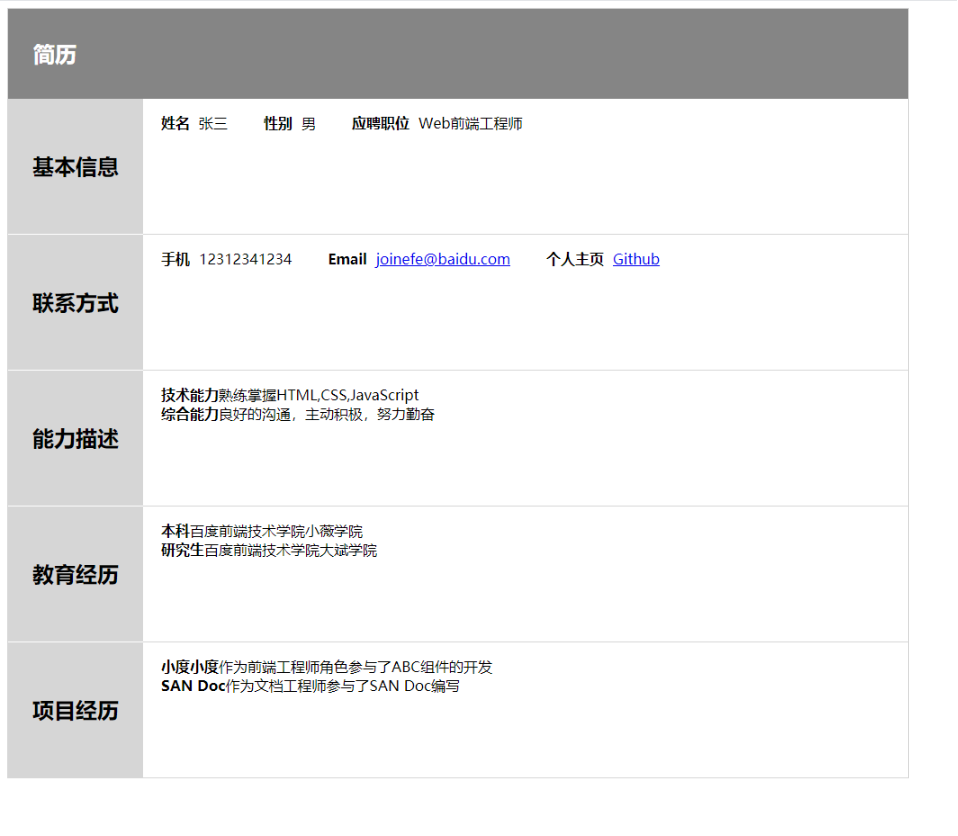 简历
基本信息
姓名 张三 性别 男 应聘职位 Web前端工程师
联系方式
手机 12312341234 Email joinefe@baidu.com 个人主页 Github
能力描述
技术能力熟练掌握HTML,CSS,JavaScript
综合能力良好的沟通，主动积极，努力勤奋
教育经历
本科百度前端技术学院小薇学院
研究生百度前端技术学院大斌学院
项目经历
小度小度作为前端工程师角色参与了ABC组件的开发
SAN Doc作为文档工程师参与了SAN Doc编写